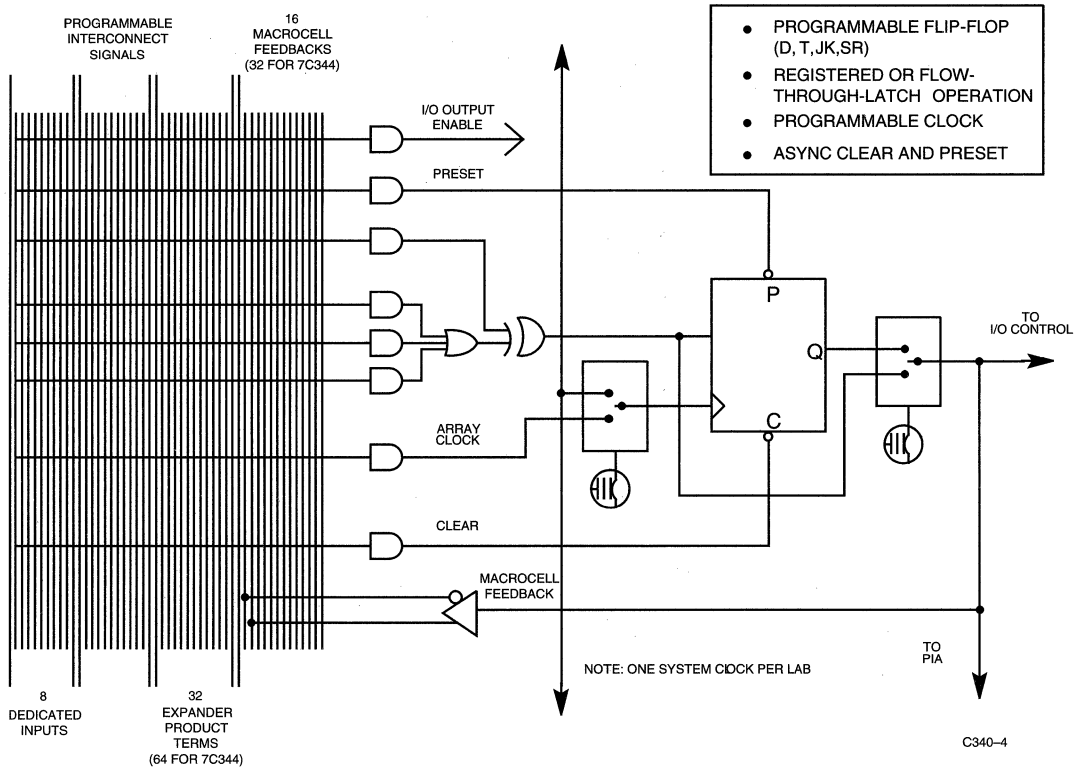 PROGRAMMABLE
INTERCONNECT
SIGNALS
16
MACROCELL
FEEDBACKS
(32 FOR 7C344)
• PROGRAMMABLE FLIP-FLOP
(D, T, JK, SR)
• REGISTERED OR FLOW-
THROUGH-LATCH OPERATION
• PROGRAMMABLE CLOCK
• ASYNC CLEAR AND PRESET
I/O OUTPUT
ENABLE
PRESET
P
Q
C
TO
I/O CONTROL
ARRAY
CLOCK
CLEAR
MACROCELL
FEEDBACK
TO
PIA
NOTE: ONE SYSTEM CLOCK PER LAB
8
DEDICATED
INPUTS
32
EXPANDER
PRODUCT
TERMS
(64 FOR 7C344)
C340–4